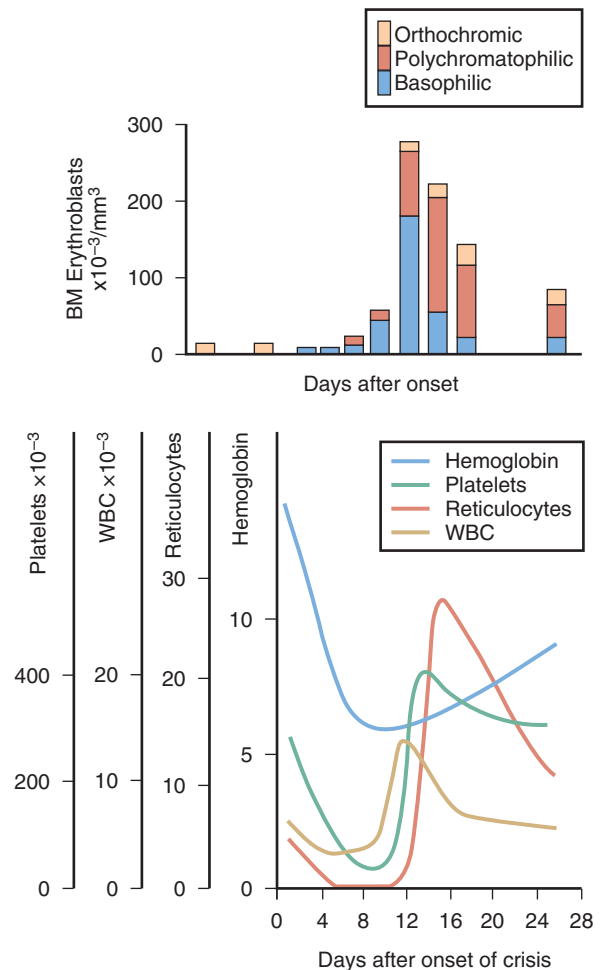 Orthochromic
Polychromatophilic
Basophilic
BM Erythroblasts
x10⁻³/mm³
300
200
100
0
Days after onset
Platelets ×10⁻³
WBC ×10⁻³
Reticulocytes
Hemoglobin
Hemoglobin
Platelets
Reticulocytes
WBC
400
200
0
20
10
0
30
20
10
0
10
5
0
0 4 8 12 16 20 24 28
Days after onset of crisis